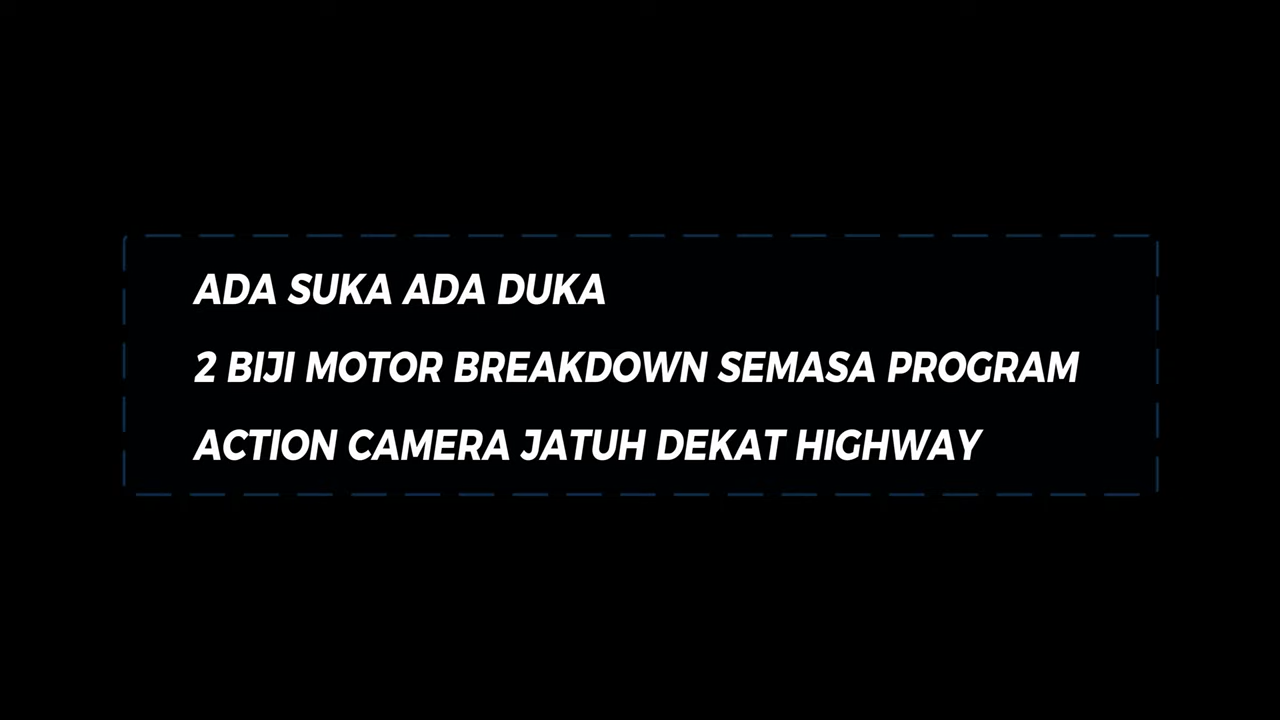 ADA SUKA ADA DUKA
2 BIJI MOTOR BREAKDOWN SEMASA PROGRAM
ACTION CAMERA JATUH DEKAT HIGHWAY